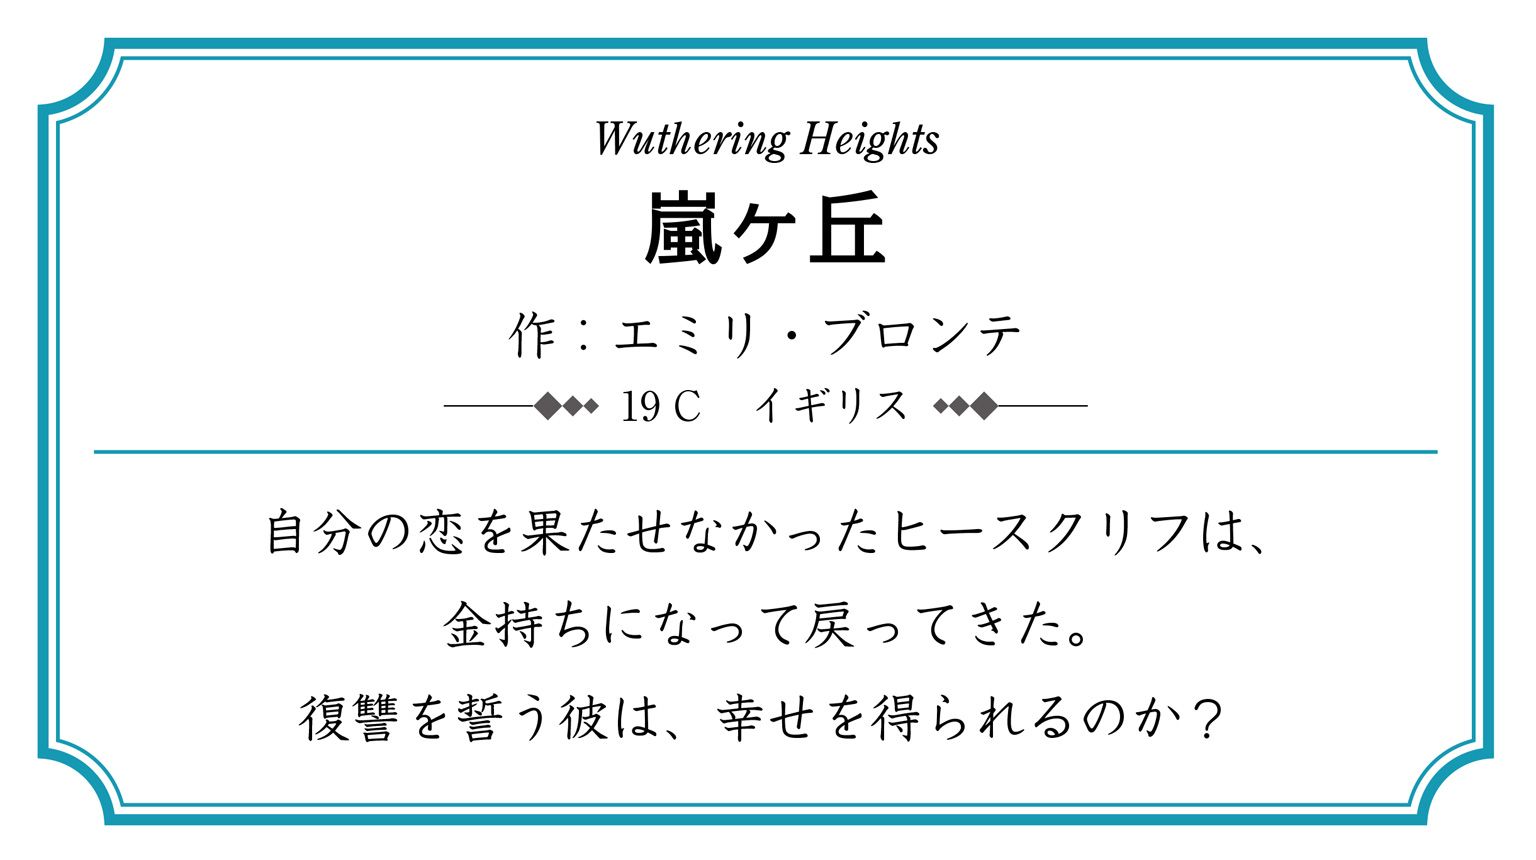 Wuthering Heights
嵐ヶ丘
作：エミリ・ブロンテ
19 C　イギリス
自分の恋を果たせなかったヒースクリフは、
金持ちになって戻ってきた。
復讐を誓う彼は、幸せを得られるのか？